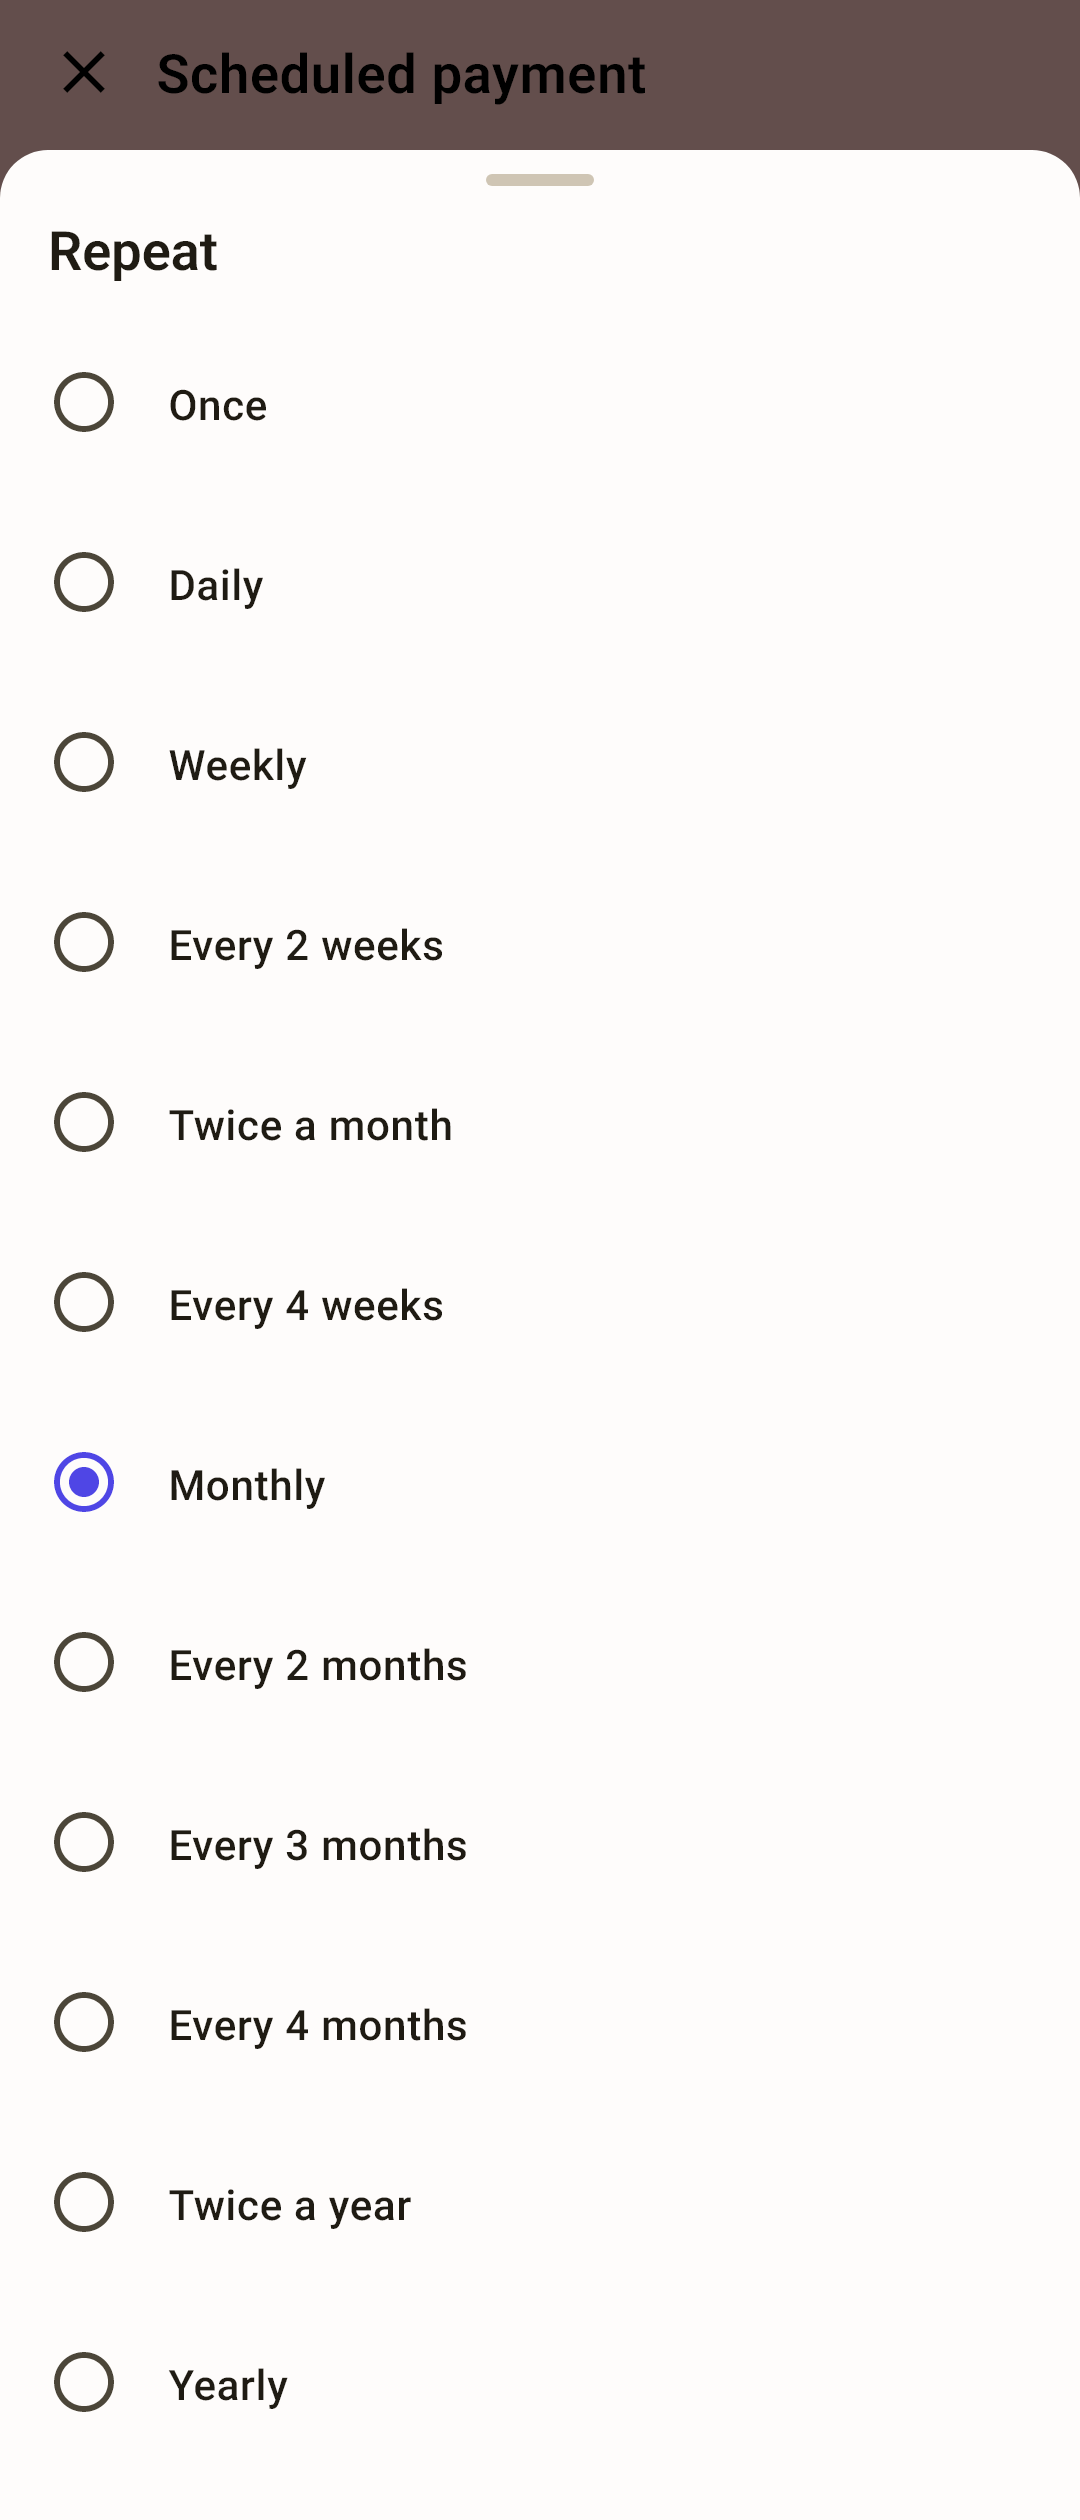 Scheduled payment
Repeat
Once
Daily
Weekly
Every 2 weeks
Twice a month
Every 4 weeks
Monthly
Every 2 months
Every 3 months
Every 4 months
Twice a year
Yearly